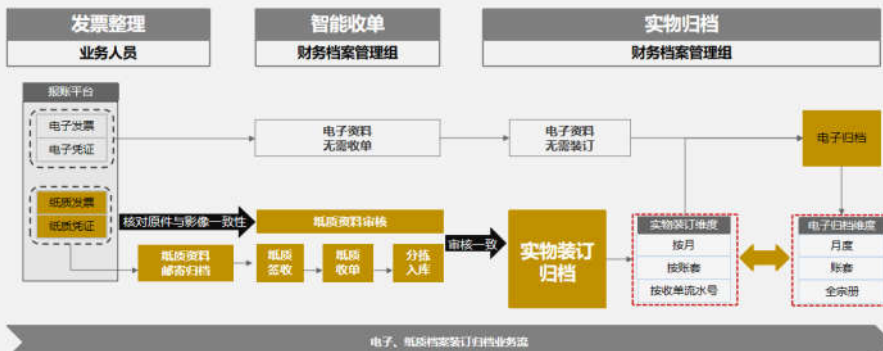 发票整理
业务人员
智能收单
财务档案管理组
实物归档
财务档案管理组
报账平台
电子发票
电子凭证
电子资料
无需收单
电子资料
无需装订
电子归档
纸质发票
纸质凭证
核对原件与影像一致性
纸质资料审核
纸质资料
邮寄归档
纸质
签收
纸质
收单
分拣
入库
审核一致
实物装订
归档
实物装订维度
按月
按账套
按收单流水号
电子归档维度
月度
账套
全宗册
电子、纸质档案装订归档业务流